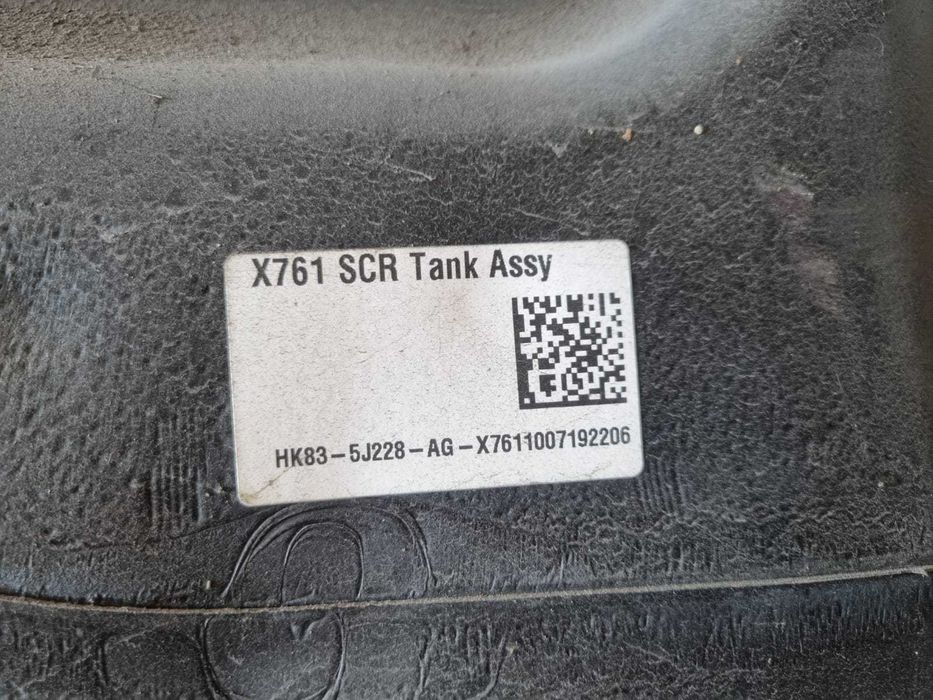 X761 SCR Tank Assy
HK83-5J228-AG-X7611007192206